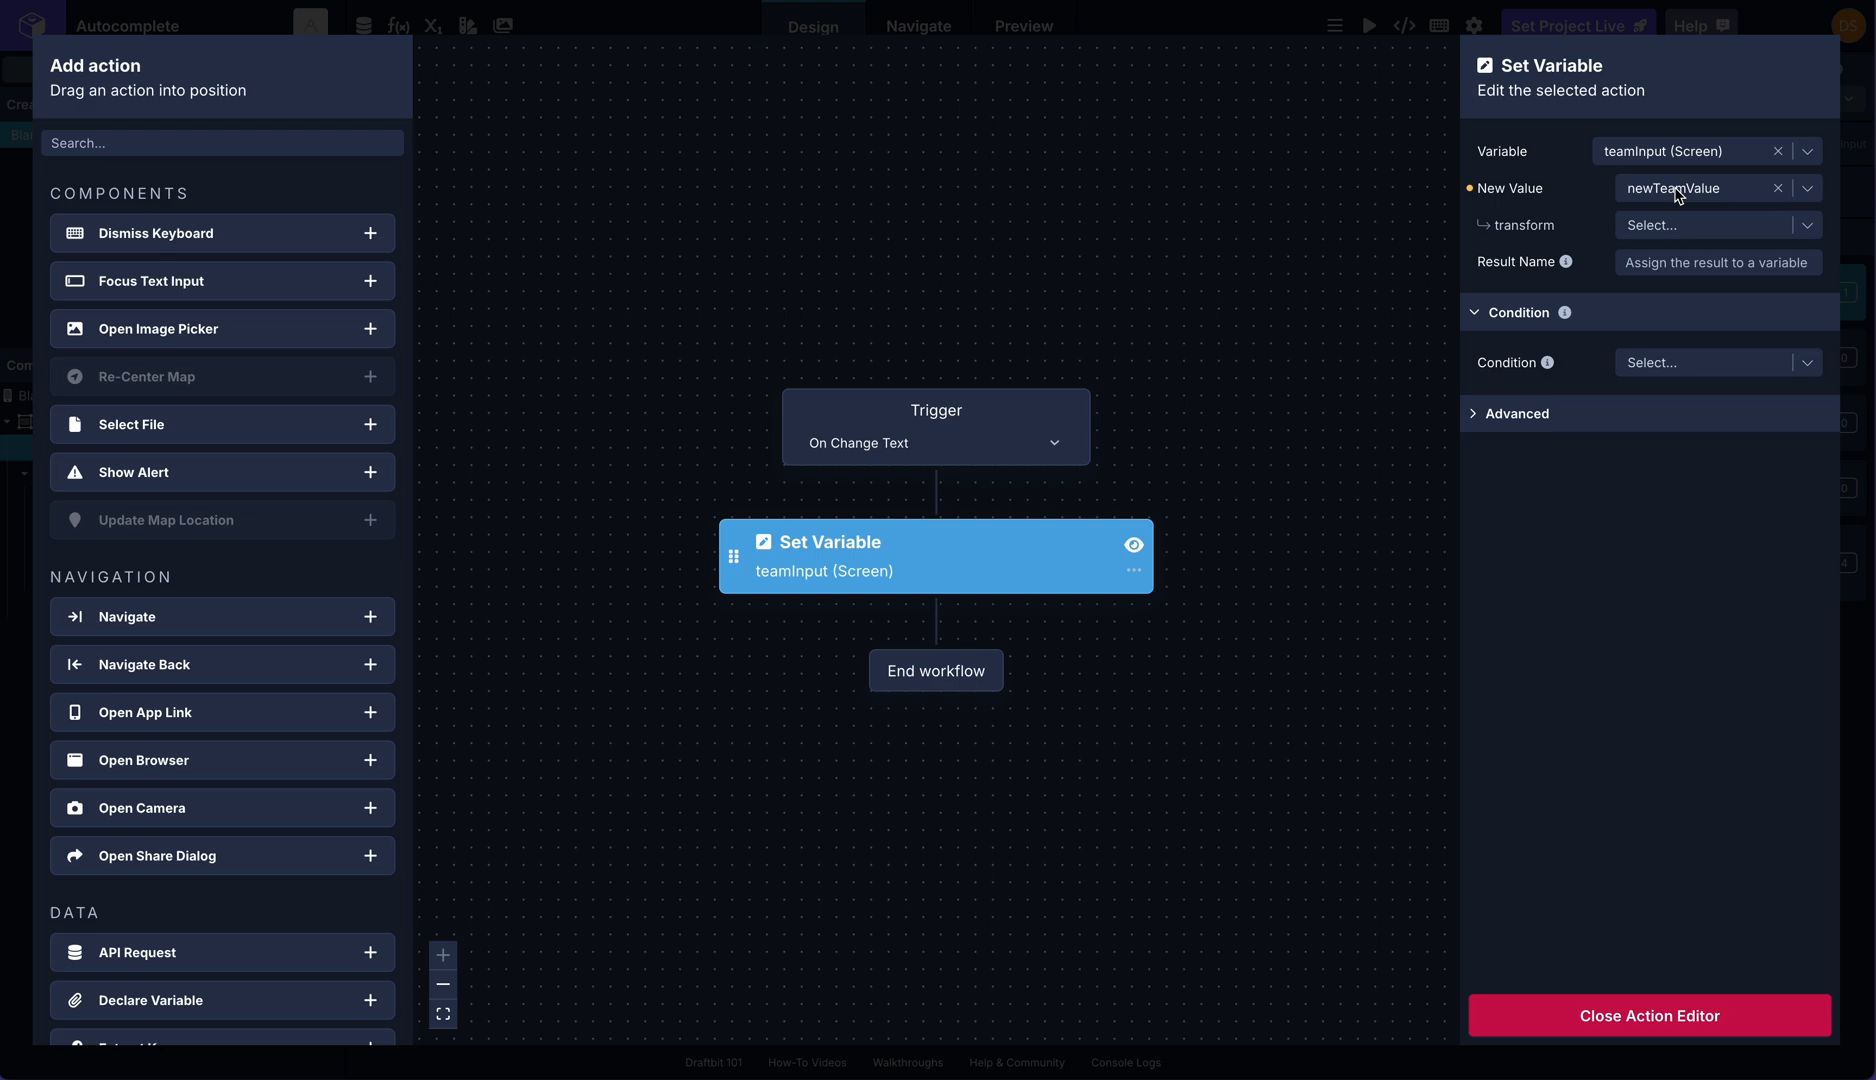 Autocomplete
A
f(x)
X₁
Design
Navigate
Preview
Set Project Live
Help
DS
Add action
Drag an action into position
Search...
COMPONENTS
Dismiss Keyboard
Focus Text Input
Open Image Picker
Re-Center Map
Select File
Show Alert
Update Map Location
NAVIGATION
Navigate
Navigate Back
Open App Link
Open Browser
Open Camera
Open Share Dialog
DATA
API Request
Declare Variable
Trigger
On Change Text
Set Variable
teamInput (Screen)
End workflow
Set Variable
Edit the selected action
Variable
teamInput (Screen)
New Value
newTeamValue
transform
Select...
Result Name
Assign the result to a variable
Condition
Condition
Select...
Advanced
Close Action Editor
Draftbit 101
How-To Videos
Walkthroughs
Help & Community
Console Logs